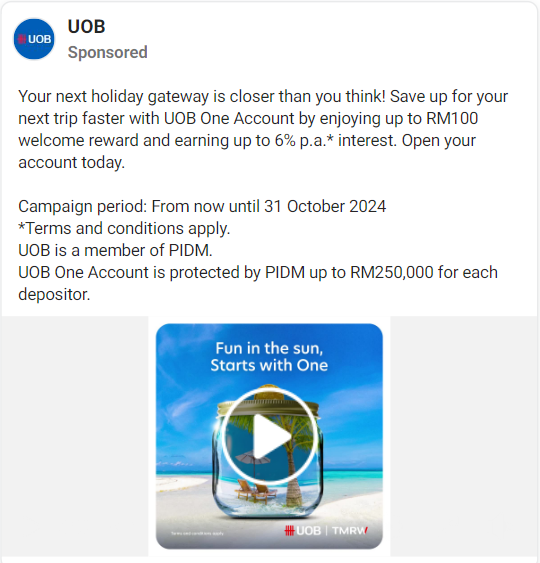 UOB
Sponsored
UOB
Your next holiday gateway is closer than you think! Save up for your
next trip faster with UOB One Account by enjoying up to RM100
welcome reward and earning up to 6% p.a.* interest. Open your
account today.
Campaign period: From now until 31 October 2024
*Terms and conditions apply.
UOB is a member of PIDM.
UOB One Account is protected by PIDM up to RM250,000 for each
depositor.
Fun in the sun,
Starts with One
Terms and conditions apply.
UOB | TMRW